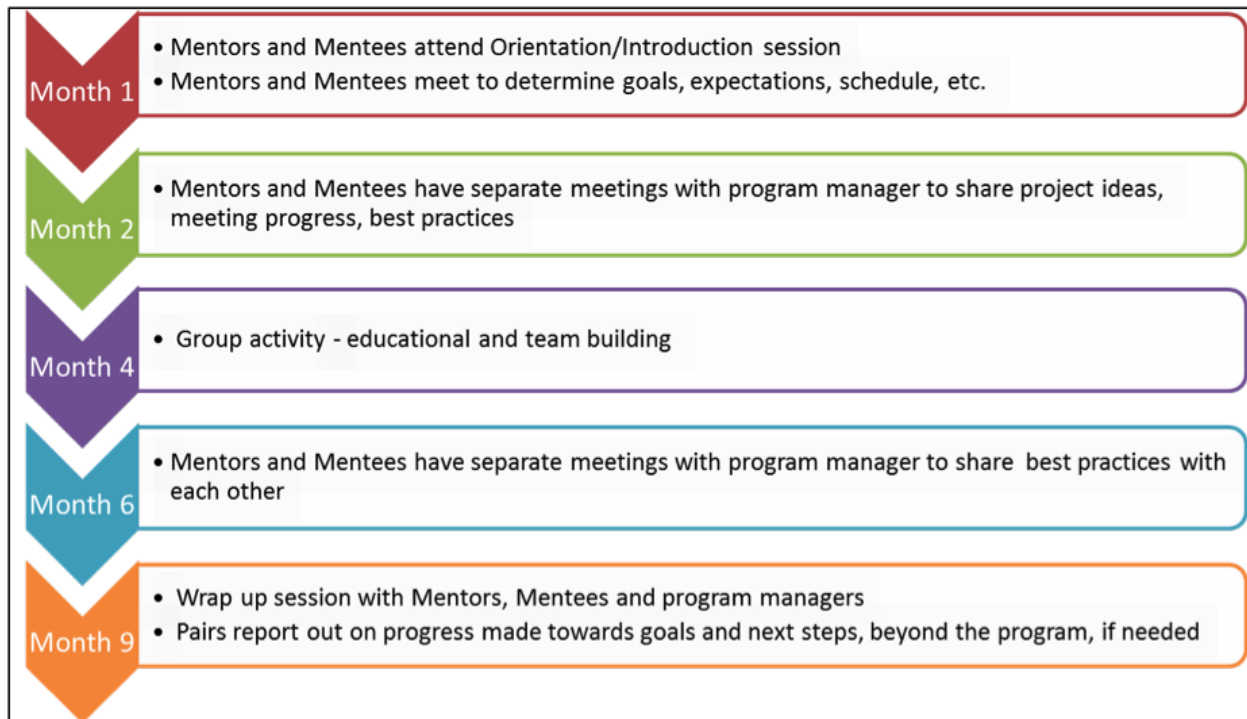 Month 1
• Mentors and Mentees attend Orientation/Introduction session
• Mentors and Mentees meet to determine goals, expectations, schedule, etc.
Month 2
• Mentors and Mentees have separate meetings with program manager to share project ideas,
meeting progress, best practices
Month 4
• Group activity - educational and team building
Month 6
• Mentors and Mentees have separate meetings with program manager to share best practices with
each other
Month 9
• Wrap up session with Mentors, Mentees and program managers
• Pairs report out on progress made towards goals and next steps, beyond the program, if needed